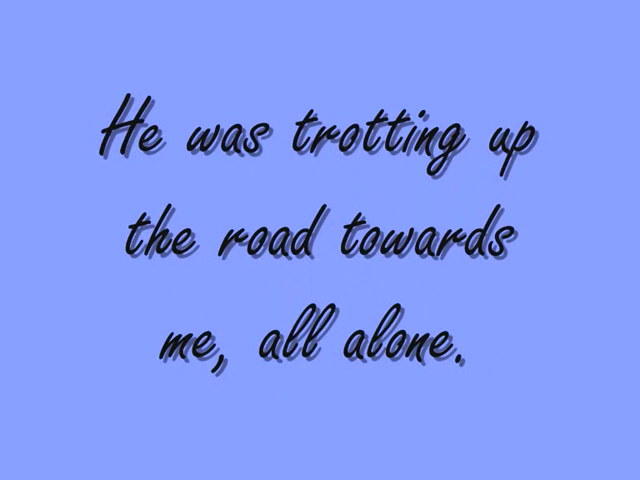 He was trotting up
the road towards
me, all alone.